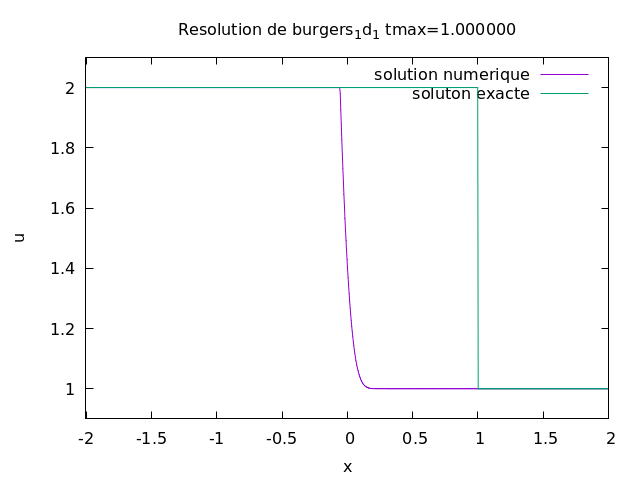 Resolution de burgers₁d₁ tmax=1.000000
solution numerique
soluton exacte
2
1.8
1.6
1.4
1.2
1
u
-2 -1.5 -1 -0.5 0 0.5 1 1.5 2
x